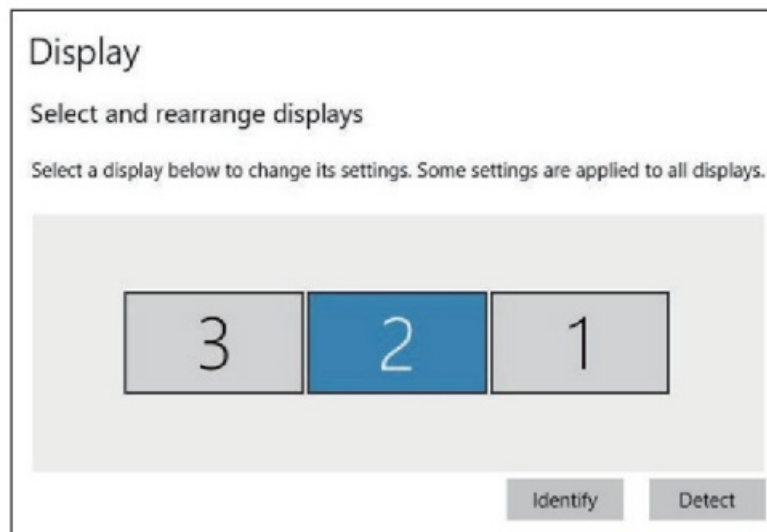 Display
Select and rearrange displays
Select a display below to change its settings. Some settings are applied to all displays.
3 2 1
Identify Detect